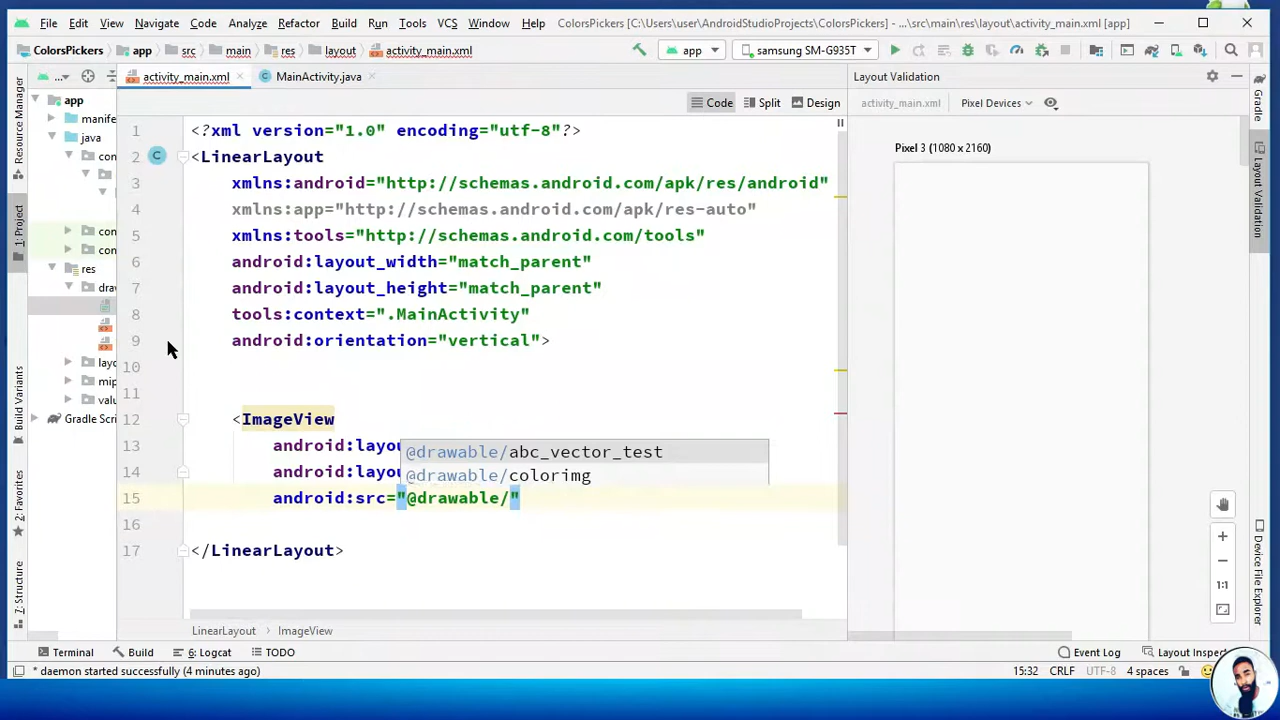 File Edit View Navigate Code Analyze Refactor Build Run Tools VCS Window Help ColorsPickers [C:\Users\user\AndroidStudioProjects\ColorsPickers] - ...\src\main\res\layout\activity_main.xml [app]
ColorsPickers app src main res layout activity_main.xml app samsung SM-G935T
... activity_main.xml MainActivity.java Layout Validation
Code Split Design activity_main.xml Pixel Devices
Resource Manager
1: Project
Build Variants
2: Favorites
7: Structure
app
manife
java
con
con
con
res
drav
layo
mip
valu
Gradle Scri
1 <?xml version="1.0" encoding="utf-8"?>
2 <LinearLayout
3 xmlns:android="http://schemas.android.com/apk/res/android"
4 xmlns:app="http://schemas.android.com/apk/res-auto"
5 xmlns:tools="http://schemas.android.com/tools"
6 android:layout_width="match_parent"
7 android:layout_height="match_parent"
8 tools:context=".MainActivity"
9 android:orientation="vertical">
10
11
12 <ImageView
13 android:layou
14 android:layou
@drawable/abc_vector_test
@drawable/colorimg
15 android:src="@drawable/"
16
17 </LinearLayout>
LinearLayout ImageView
Pixel 3 (1080 x 2160)
1:1
Gradle
Layout Validation
Device File Explorer
Terminal Build 6: Logcat TODO Event Log Layout Inspec
* daemon started successfully (4 minutes ago) 15:32 CRLF UTF-8 4 spaces